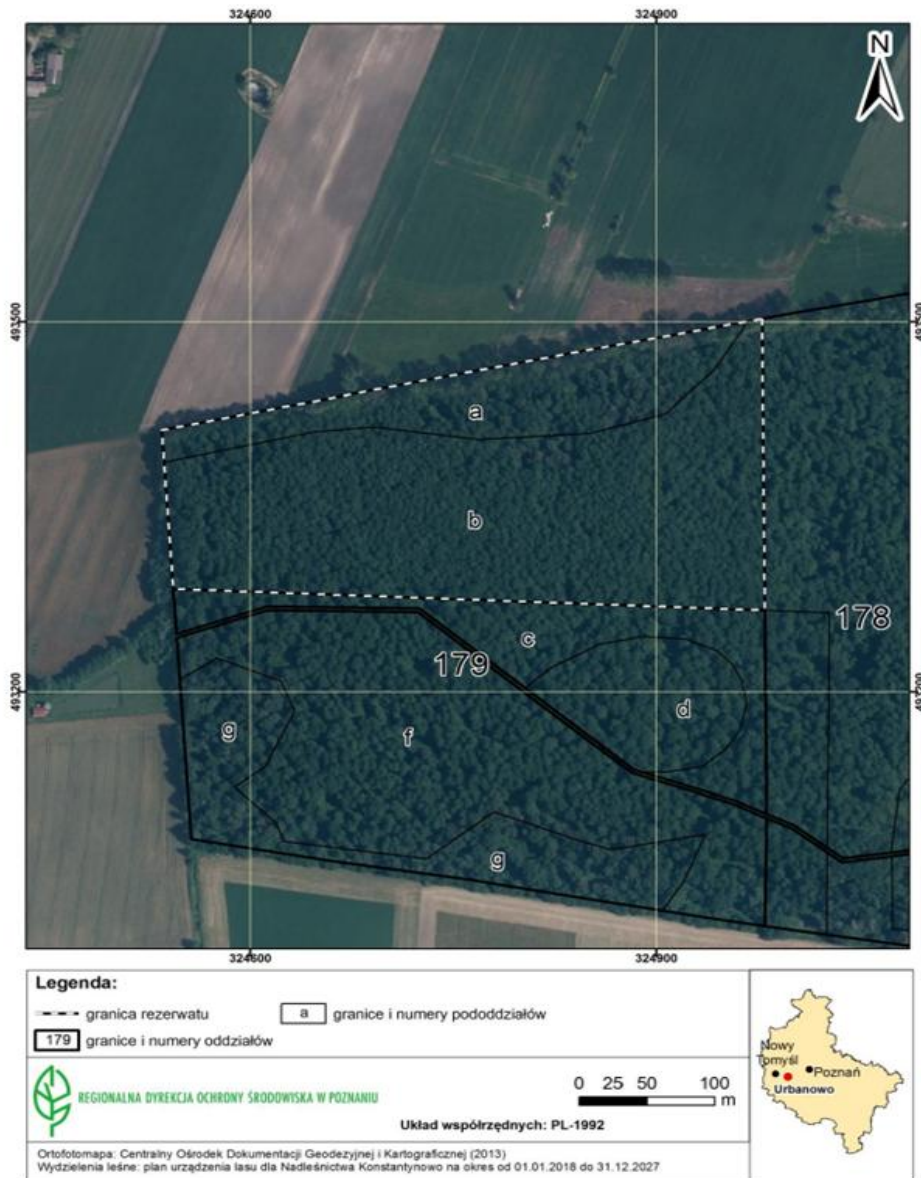 324600 324900
N
493500 493500
a
b
178
c
179
493200 493200
d
g
f
g
324600 324900
Legenda:
granica rezerwatu a granice i numery pododdziałów
179 granice i numery oddziałów
Nowy
Tomyśl
Poznań
Urbanowo
REGIONALNA DYREKCJA OCHRONY ŚRODOWISKA W POZNANIU
0 25 50 100
m
Układ współrzędnych: PL-1992
Ortofotomapa: Centralny Ośrodek Dokumentacji Geodezyjnej i Kartograficznej (2013)
Wydzielenia leśne: plan urządzenia lasu dla Nadleśnictwa Konstantynowo na okres od 01.01.2018 do 31.12.2027